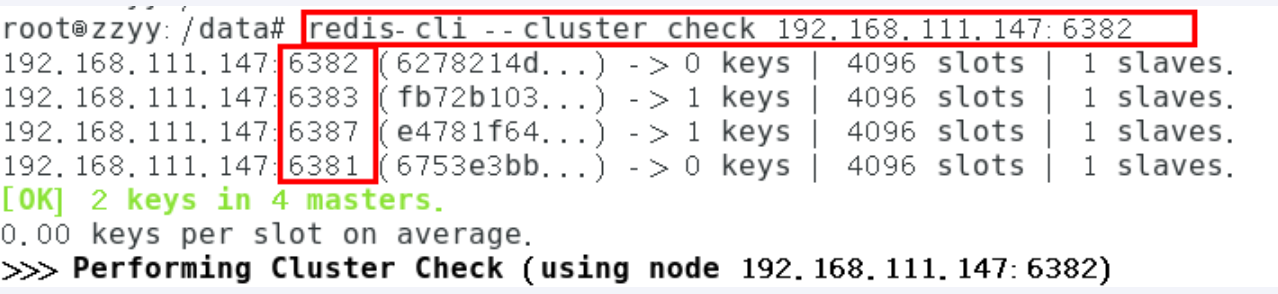 root@zzyy:/data# redis-cli --cluster check 192.168.111.147:6382
192.168.111.147:6382 (6278214d...) -> 0 keys | 4096 slots | 1 slaves.
192.168.111.147:6383 (fb72b103...) -> 1 keys | 4096 slots | 1 slaves.
192.168.111.147:6387 (e4781f64...) -> 1 keys | 4096 slots | 1 slaves.
192.168.111.147:6381 (6753e3bb...) -> 0 keys | 4096 slots | 1 slaves.
[OK] 2 keys in 4 masters.
0.00 keys per slot on average.
>>> Performing Cluster Check (using node 192.168.111.147:6382)